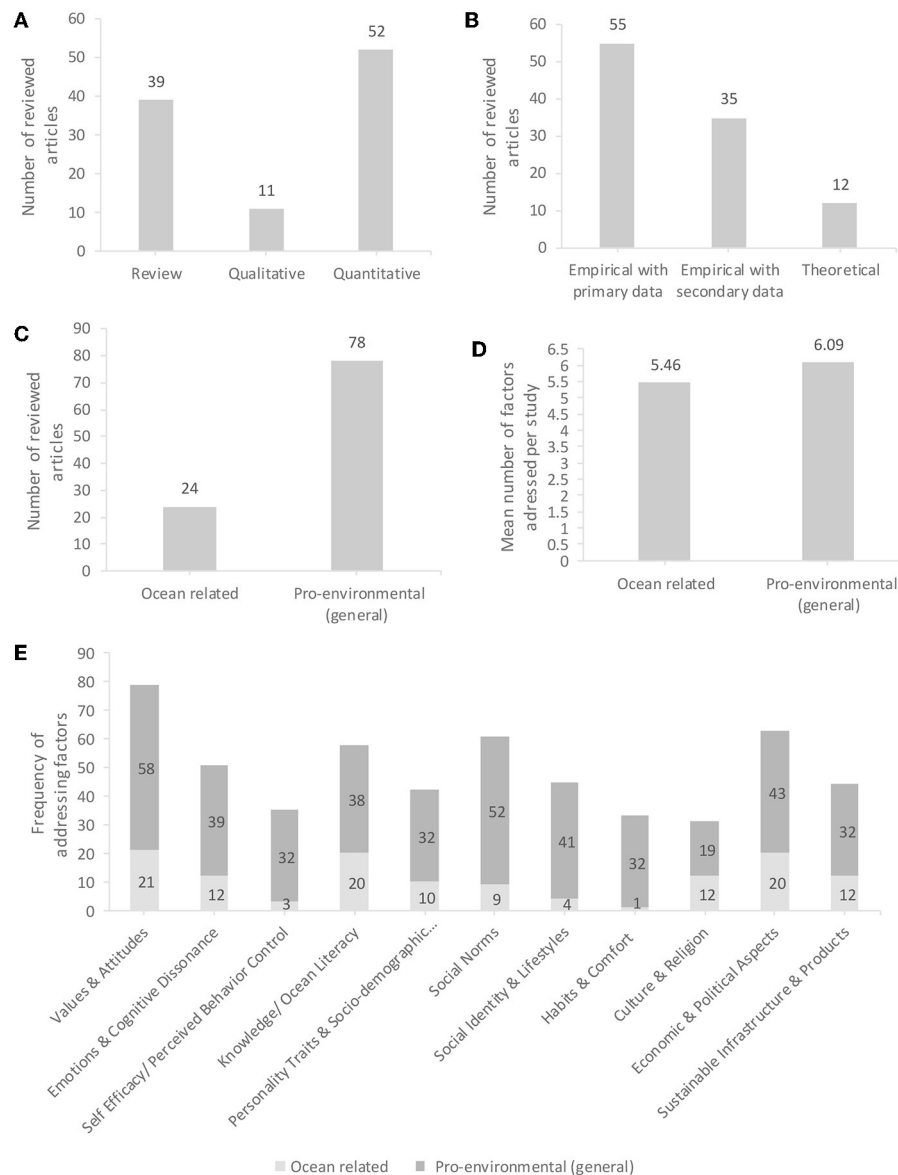 A
Number of reviewed
articles
60
50
40
30
20
10
0
39
11
52
Review
Qualitative
Quantitative
B
Number of reviewed
articles
60
50
40
30
20
10
0
55
35
12
Empirical with
primary data
Empirical with
secondary data
Theoretical
C
Number of reviewed
articles
90
80
70
60
50
40
30
20
10
0
24
78
Ocean related
Pro-environmental
(general)
D
Mean number of factors
adressed per study
6.5
6
5.5
5
4.5
4
3.5
3
2.5
2
1.5
1
0.5
0
5.46
6.09
Ocean related
Pro-environmental
(general)
E
Frequency of
addressing factors
90
80
70
60
50
40
30
20
10
0
58
21
39
12
32
3
38
20
32
10
52
9
41
4
32
1
19
12
43
20
32
12
Values & Attitudes
Emotions & Cognitive Dissonance
Self Efficacy/ Perceived Behavior Control
Knowledge/ Ocean Literacy
Personality Traits & Socio-demographic...
Social Norms
Social Identity & Lifestyles
Habits & Comfort
Culture & Religion
Economic & Political Aspects
Sustainable Infrastructure & Products
Ocean related
Pro-environmental (general)